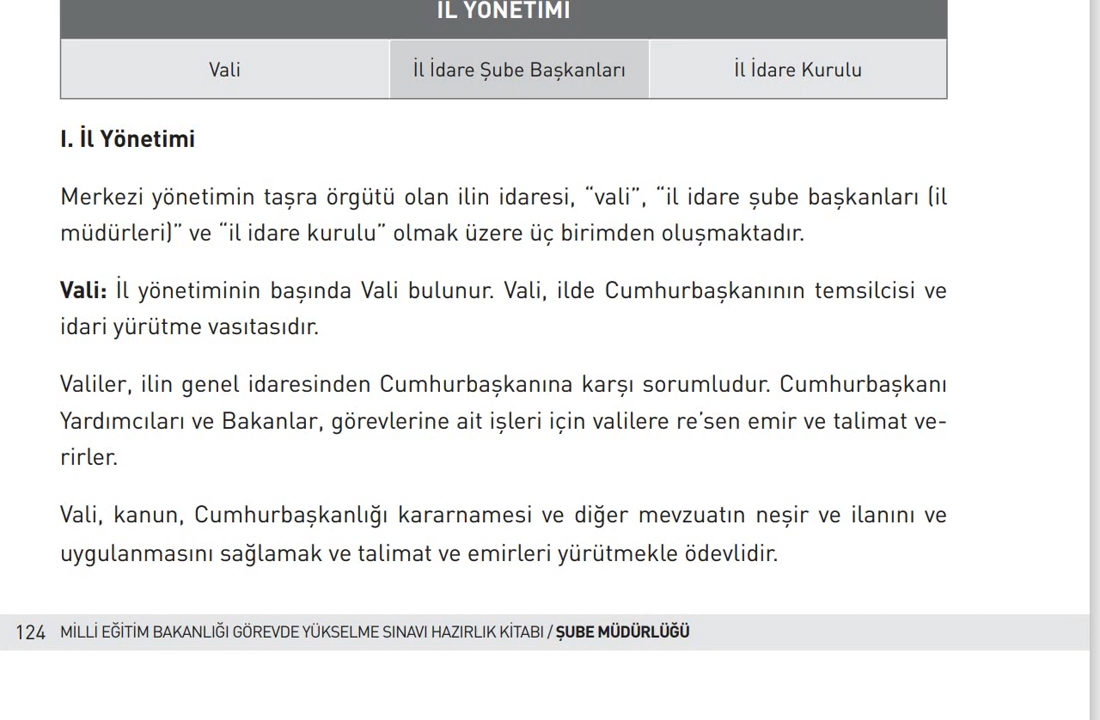 İL YÖNETİMİ
Vali
İl İdare Şube Başkanları
İl İdare Kurulu
I. İl Yönetimi
Merkezi yönetimin taşra örgütü olan ilin idaresi, “vali”, “il idare şube başkanları (il
müdürleri)” ve “il idare kurulu” olmak üzere üç birimden oluşmaktadır.
Vali: İl yönetiminin başında Vali bulunur. Vali, ilde Cumhurbaşkanının temsilcisi ve
idari yürütme vasıtasıdır.
Valiler, ilin genel idaresinden Cumhurbaşkanına karşı sorumludur. Cumhurbaşkanı
Yardımcıları ve Bakanlar, görevlerine ait işleri için valilere re’sen emir ve talimat ve-
rirler.
Vali, kanun, Cumhurbaşkanlığı kararnamesi ve diğer mevzuatın neşir ve ilanını ve
uygulanmasını sağlamak ve talimat ve emirleri yürütmekle ödevlidir.
124 MİLLİ EĞİTİM BAKANLIĞI GÖREVDE YÜKSELME SINAVI HAZIRLIK KİTABI / ŞUBE MÜDÜRLÜĞÜ